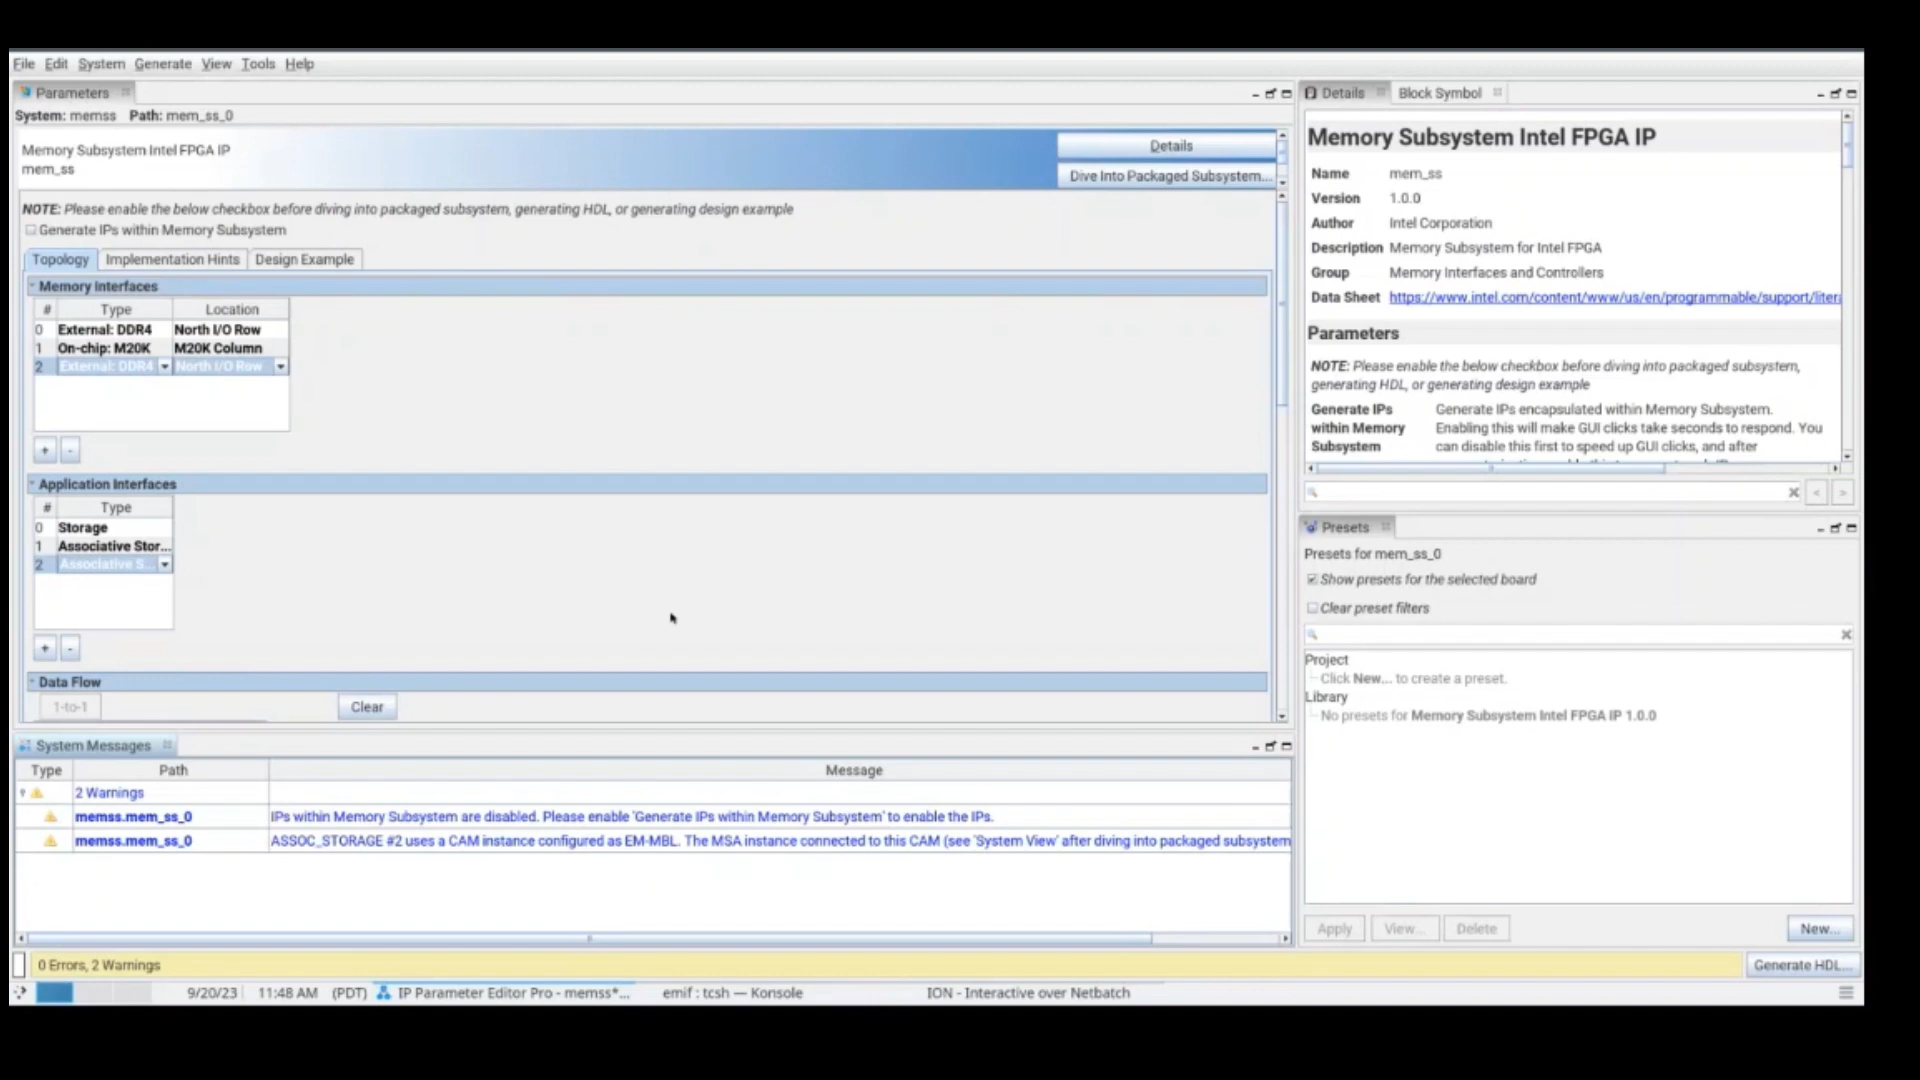 File Edit System Generate View Tools Help
Parameters
System: memss Path: mem_ss_0
Memory Subsystem Intel FPGA IP
mem_ss
Details
Dive Into Packaged Subsystem...
NOTE: Please enable the below checkbox before diving into packaged subsystem, generating HDL, or generating design example
Generate IPs within Memory Subsystem
Topology Implementation Hints Design Example
Memory Interfaces
# Type Location
0 External: DDR4 North I/O Row
1 On-chip: M20K M20K Column
2 External: DDR4 North I/O Row
+ -
Application Interfaces
# Type
0 Storage
1 Associative Stor...
2 Associative S...
+ -
Data Flow
1-to-1 Clear
System Messages
Type Path Message
2 Warnings
memss.mem_ss_0 IPs within Memory Subsystem are disabled. Please enable 'Generate IPs within Memory Subsystem' to enable the IPs.
memss.mem_ss_0 ASSOC_STORAGE #2 uses a CAM instance configured as EM-MBL. The MSA instance connected to this CAM (see 'System View' after diving into packaged subsystem
0 Errors, 2 Warnings
Details Block Symbol
Memory Subsystem Intel FPGA IP
Name mem_ss
Version 1.0.0
Author Intel Corporation
Description Memory Subsystem for Intel FPGA
Group Memory Interfaces and Controllers
Data Sheet https://www.intel.com/content/www/us/en/programmable/support/liter
Parameters
NOTE: Please enable the below checkbox before diving into packaged subsystem,
generating HDL, or generating design example
Generate IPs Generate IPs encapsulated within Memory Subsystem.
within Memory Enabling this will make GUI clicks take seconds to respond. You
Subsystem can disable this first to speed up GUI clicks, and after
< >
Presets
Presets for mem_ss_0
Show presets for the selected board
Clear preset filters
Project
Click New... to create a preset.
Library
No presets for Memory Subsystem Intel FPGA IP 1.0.0
Apply View... Delete New...
Generate HDL...
9/20/23 11:48 AM (PDT) IP Parameter Editor Pro - memss*... emif : tcsh — Konsole ION - Interactive over Netbatch